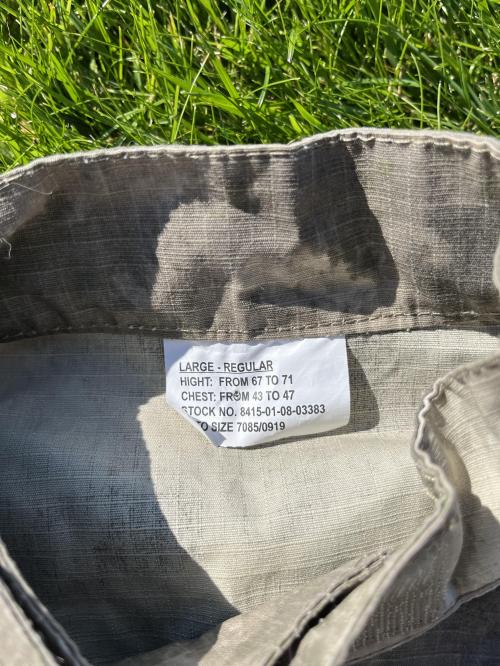 LARGE - REGULAR
HIGHT: FROM 67 TO 71
CHEST: FROM 43 TO 47
STOCK NO. 8415-01-08-03383
TO SIZE 7085/0919